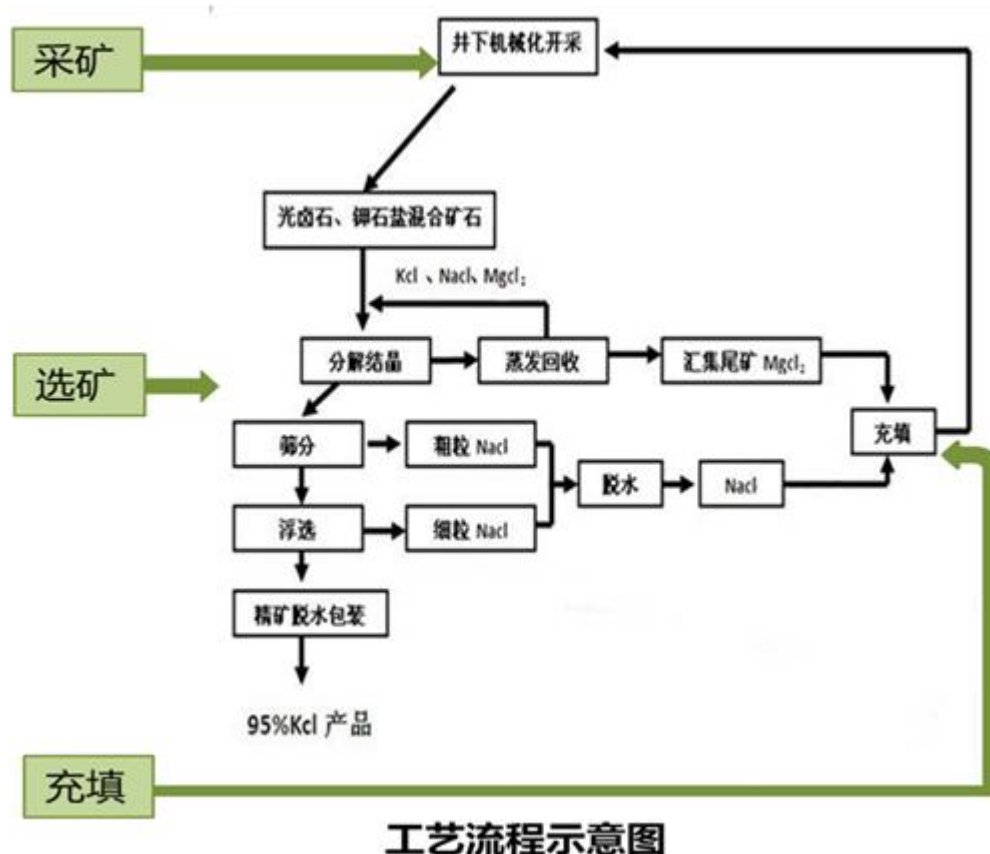 采矿
井下机械化开采
光卤石、钾石盐混合矿石
Kcl 、Nacl、Mgcl₂
选矿
分解结晶
蒸发回收
汇集尾矿 Mgcl₂
筛分
粗粒 Nacl
充填
脱水
Nacl
浮选
细粒 Nacl
精矿脱水包装
95%Kcl 产品
充填
工艺流程示意图